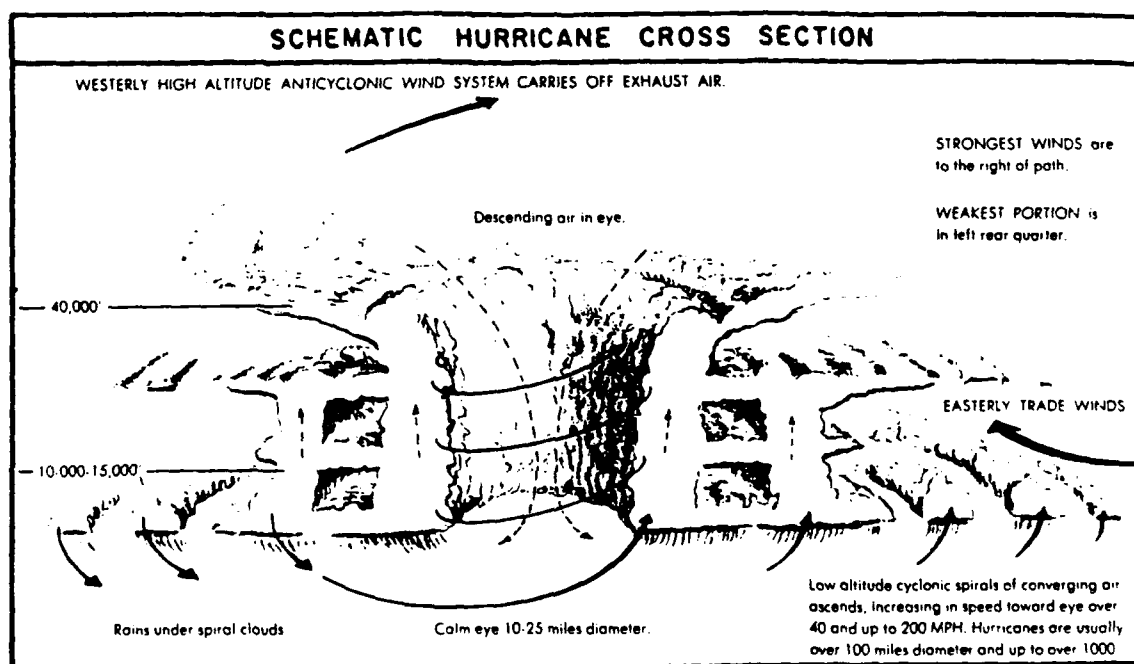 SCHEMATIC HURRICANE CROSS SECTION
WESTERLY HIGH ALTITUDE ANTICYCLONIC WIND SYSTEM CARRIES OFF EXHAUST AIR.
STRONGEST WINDS are
to the right of path.
WEAKEST PORTION is
in left rear quarter.
Descending air in eye.
40,000'
EASTERLY TRADE WINDS
10-000-15,000'
Rains under spiral clouds
Calm eye 10-25 miles diameter.
Low altitude cyclonic spirals of converging air
ascends, increasing in speed toward eye over
40 and up to 200 MPH. Hurricanes are usually
over 100 miles diameter and up to over 1000